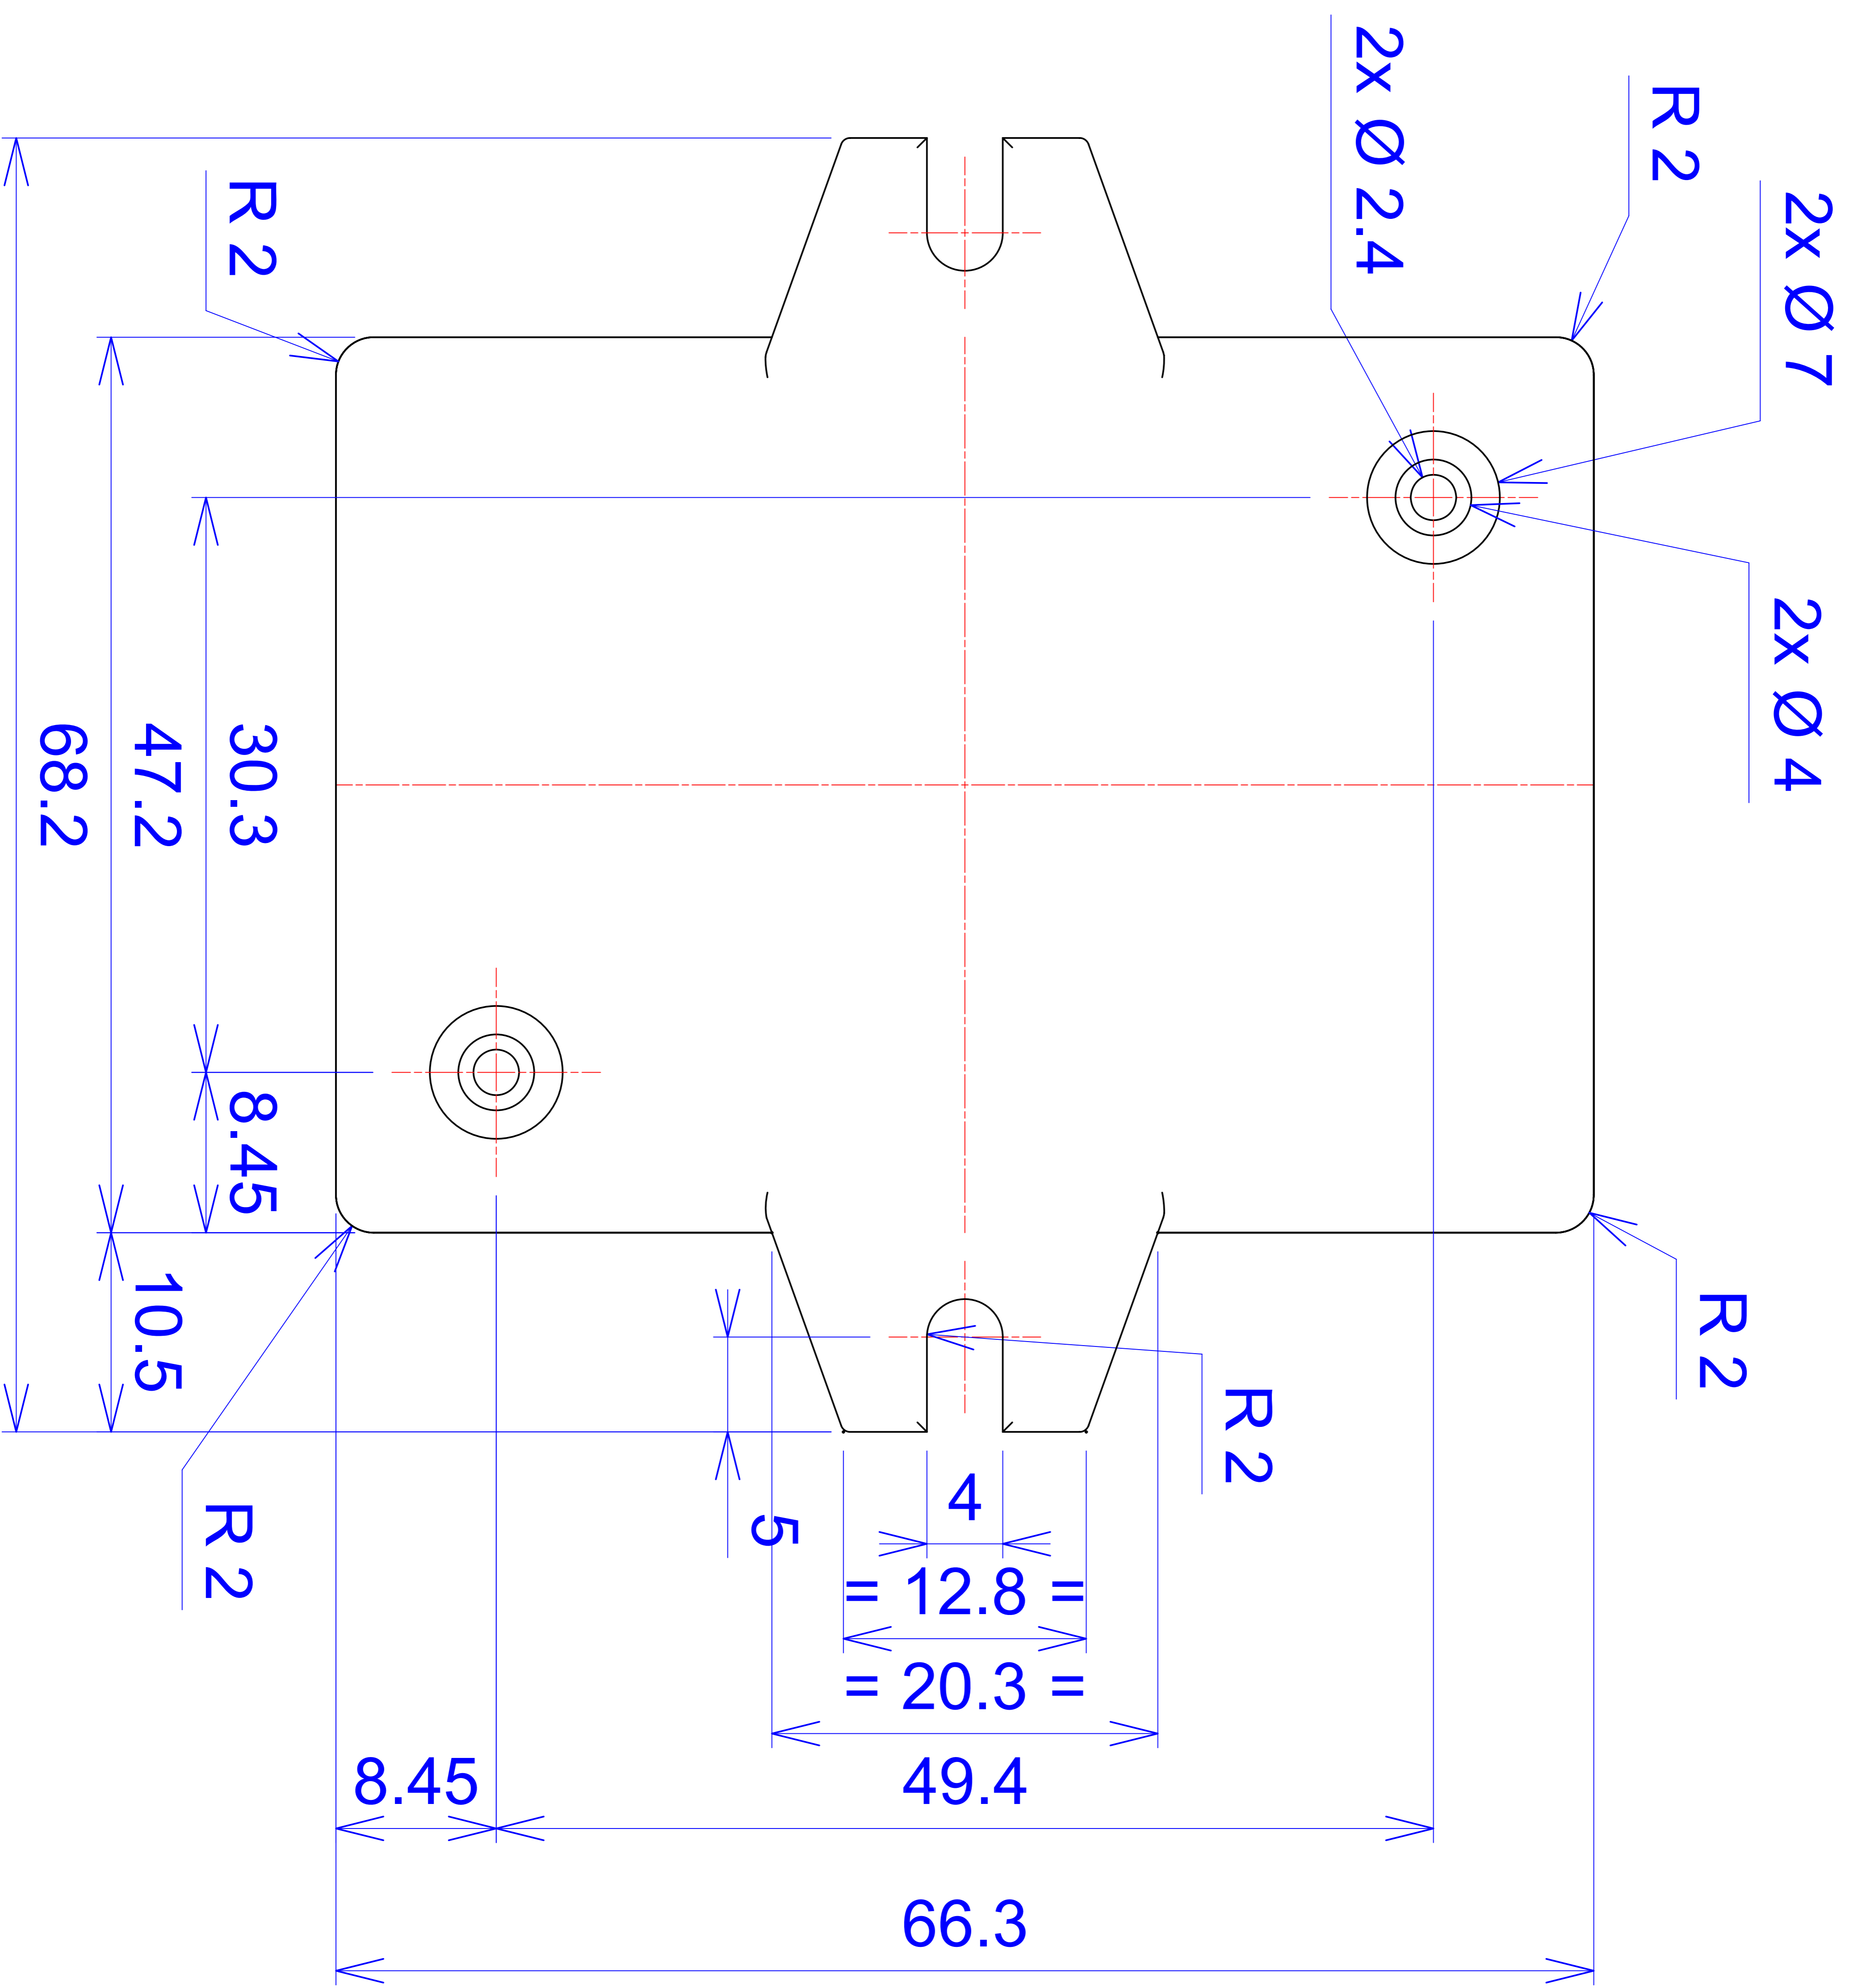 2x Ø 2.4
R 2
2x Ø 7
R 2
2x Ø 4
68.2
47.2
30.3
8.45
10.5
R 2
R 2
R 2
5
4
= 12.8 =
= 20.3 =
8.45
49.4
66.3